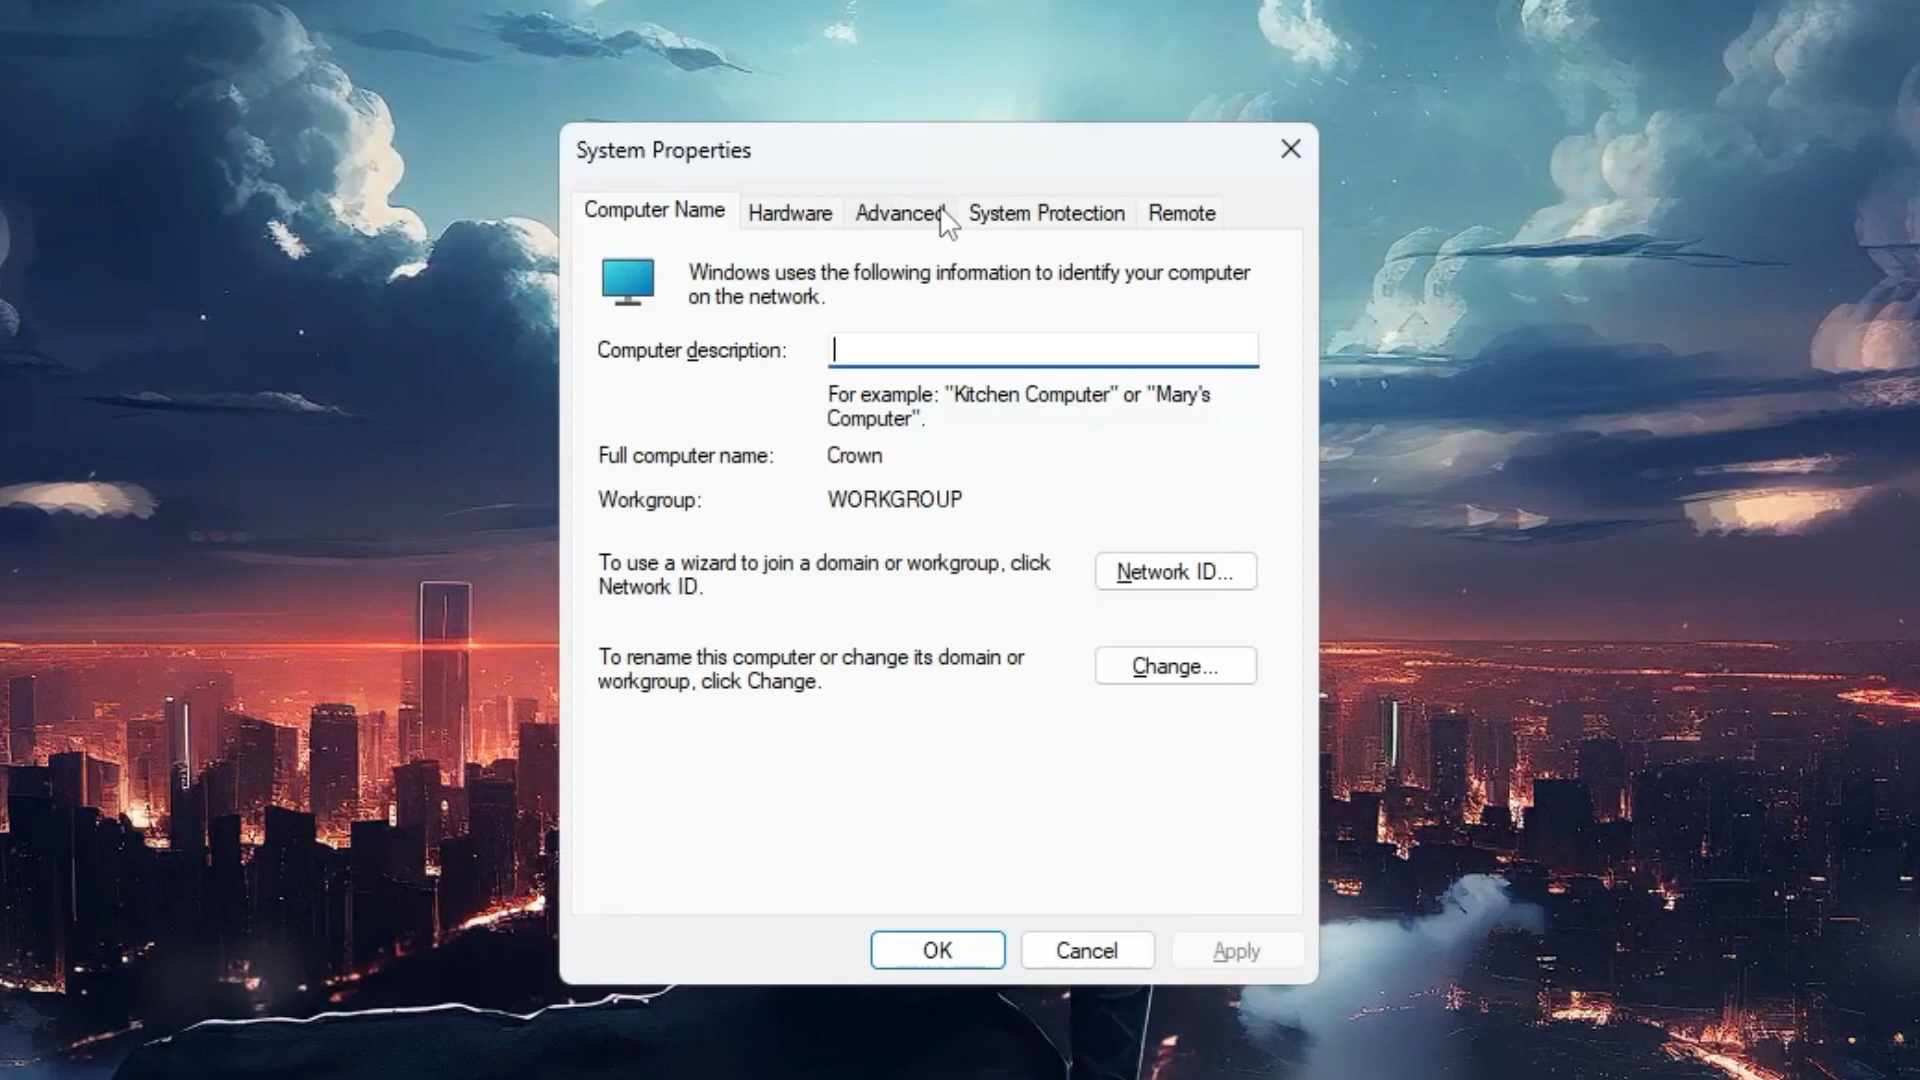 System Properties
Computer Name Hardware Advanced System Protection Remote
Windows uses the following information to identify your computer
on the network.
Computer description:
For example: "Kitchen Computer" or "Mary's
Computer".
Full computer name: Crown
Workgroup: WORKGROUP
To use a wizard to join a domain or workgroup, click
Network ID.
Network ID...
To rename this computer or change its domain or
workgroup, click Change.
Change...
OK Cancel Apply